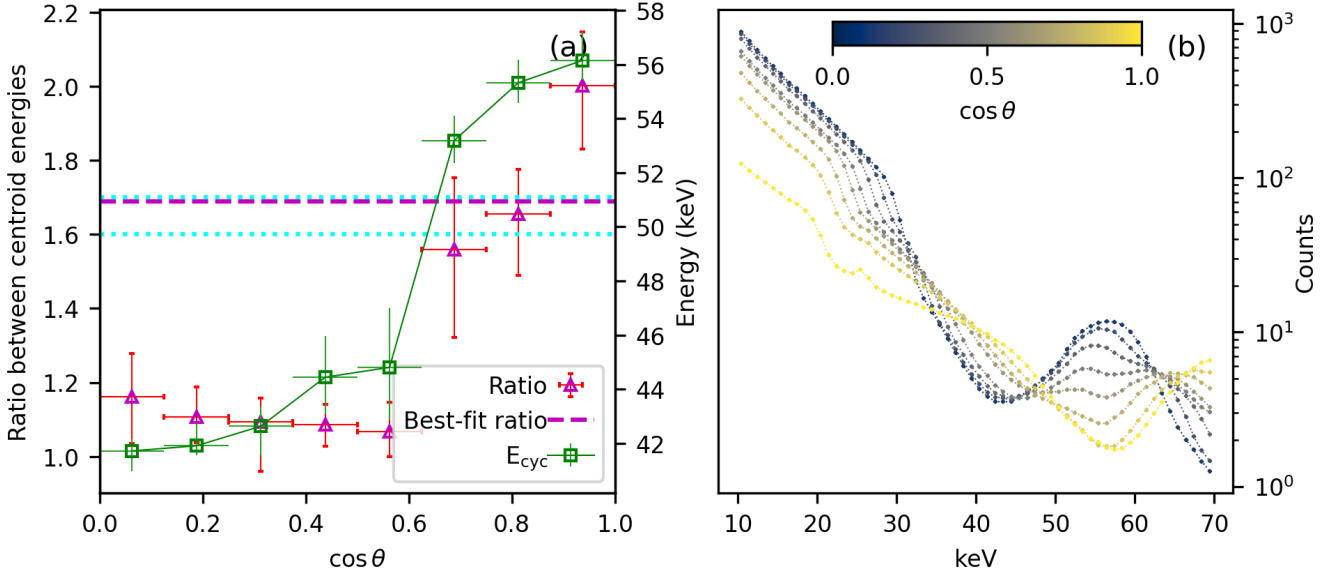 2.2
2.0
1.8
1.6
1.4
1.2
1.0
Ratio between centroid energies
0.0 0.2 0.4 0.6 0.8 1.0
cos θ
(a)
Ratio
Best-fit ratio
E_cyc
58
56
54
52
50
48
46
44
42
Energy (keV)
(b)
0.0 0.5 1.0
cos θ
10 20 30 40 50 60 70
keV
10³
10²
10¹
10⁰
Counts